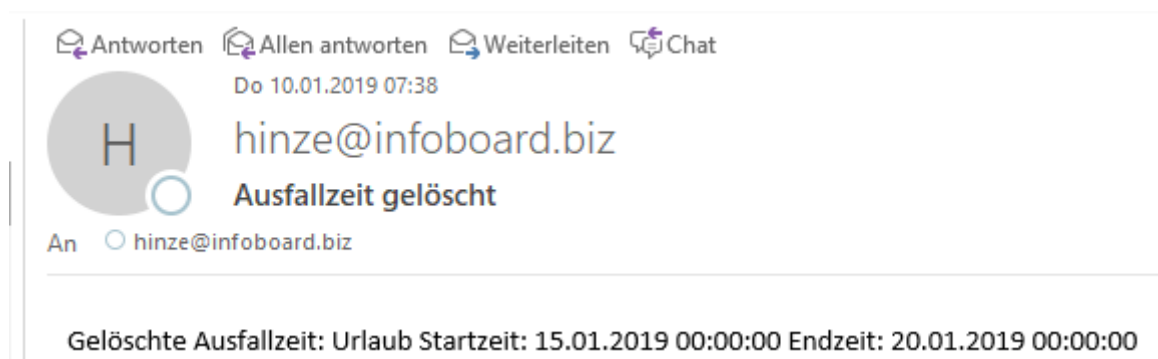 Antworten Allen antworten Weiterleiten Chat
Do 10.01.2019 07:38
H
hinze@infoboard.biz
Ausfallzeit gelöscht
An hinze@infoboard.biz
Gelöschte Ausfallzeit: Urlaub Startzeit: 15.01.2019 00:00:00 Endzeit: 20.01.2019 00:00:00